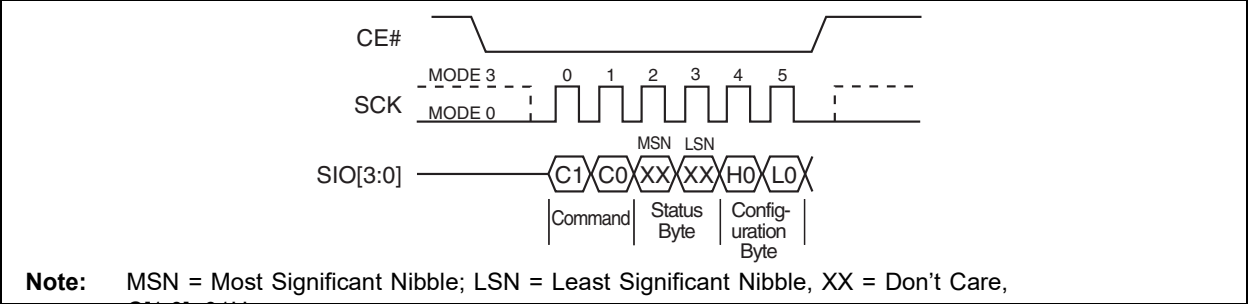 CE#
MODE 3 0 1 2 3 4 5
SCK
MODE 0
MSN LSN
SIO[3:0] C1 C0 XX XX H0 L0
Command Status Byte Config-uration Byte
Note: MSN = Most Significant Nibble; LSN = Least Significant Nibble, XX = Don't Care,